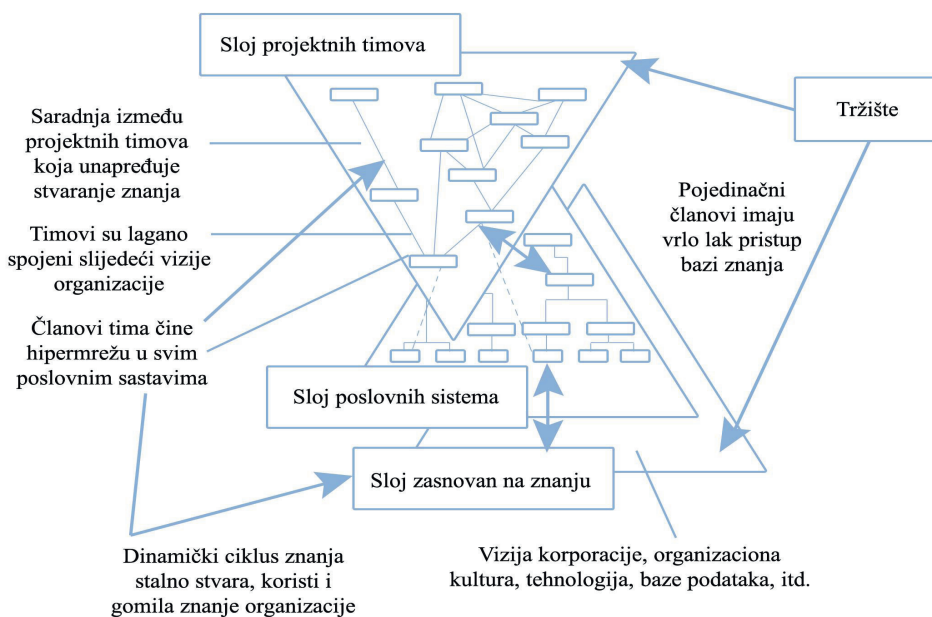 Sloj projektnih timova
Tržište
Saradnja između
projektnih timova
koja unapređuje
stvaranje znanja
Pojedinačni
članovi imaju
vrlo lak pristup
bazi znanja
Timovi su lagano
spojeni slijedeći vizije
organizacije
Članovi tima čine
hipermrežu u svim
poslovnim sastavima
Sloj poslovnih sistema
Sloj zasnovan na znanju
Dinamički ciklus znanja
stalno stvara, koristi i
gomila znanje organizacije
Vizija korporacije, organizaciona
kultura, tehnologija, baze podataka, itd.